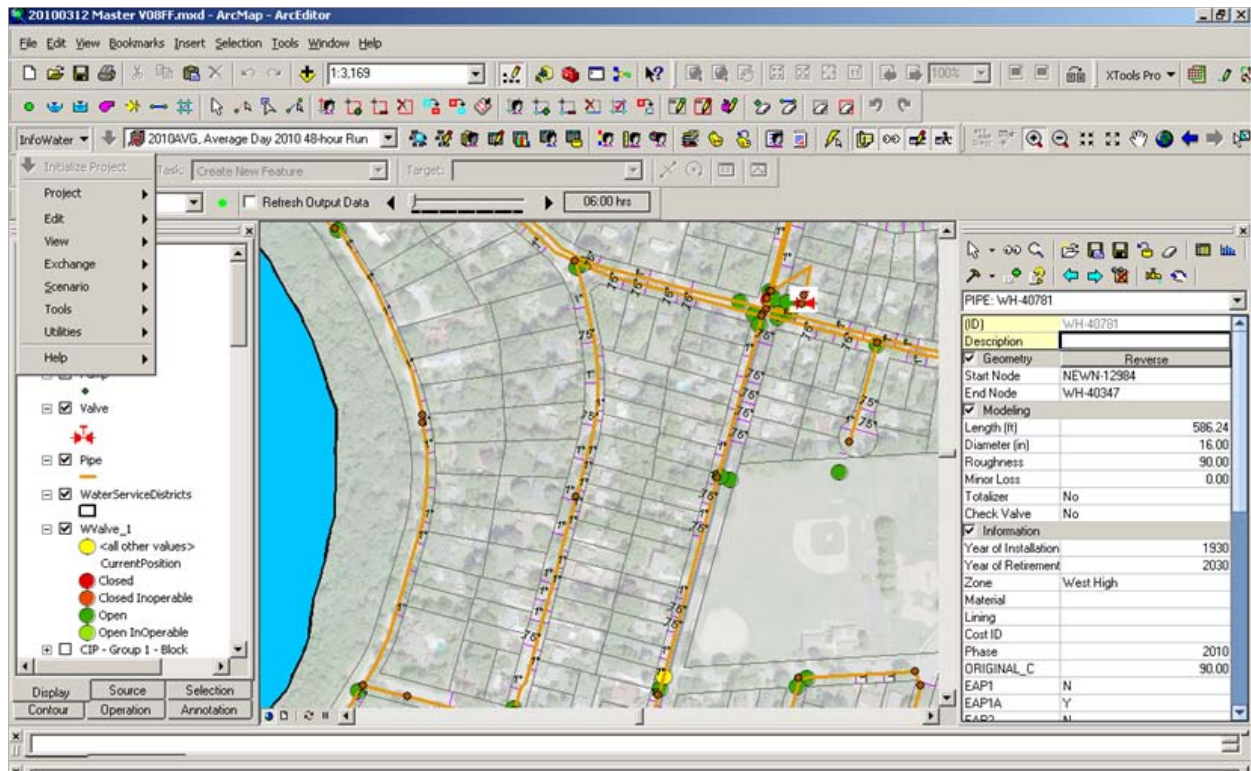 20100312 Master V08FF.mxd - ArcMap - ArcEditor
File Edit View Bookmarks Insert Selection Tools Window Help
1:3,169
100%
XTools Pro
InfoWater
2010AVG, Average Day 2010 48-hour Run
Initialize Project
Task: Create New Feature
Target:
Refresh Output Data
06:00 hrs
Project
Edit
View
Exchange
Scenario
Tools
Utilities
Help
Valve
Pipe
WaterServiceDistricts
WValve_1
<all other values>
CurrentPosition
Closed
Closed Inoperable
Open
Open InOperable
CIP - Group 1 - Block
Display Source Selection
Contour Operation Annotation
PIPE: WH-40781
(ID) WH-40781
Description
Geometry Reverse
Start Node NEWN-12984
End Node WH-40347
Modeling
Length (ft) 586.24
Diameter (in) 16.00
Roughness 90.00
Minor Loss 0.00
Totalizer No
Check Valve No
Information
Year of Installation 1930
Year of Retirement 2030
Zone West High
Material
Lining
Cost ID
Phase 2010
ORIGINAL_C 90.00
EAP1 N
EAP1A Y
EAP2 N